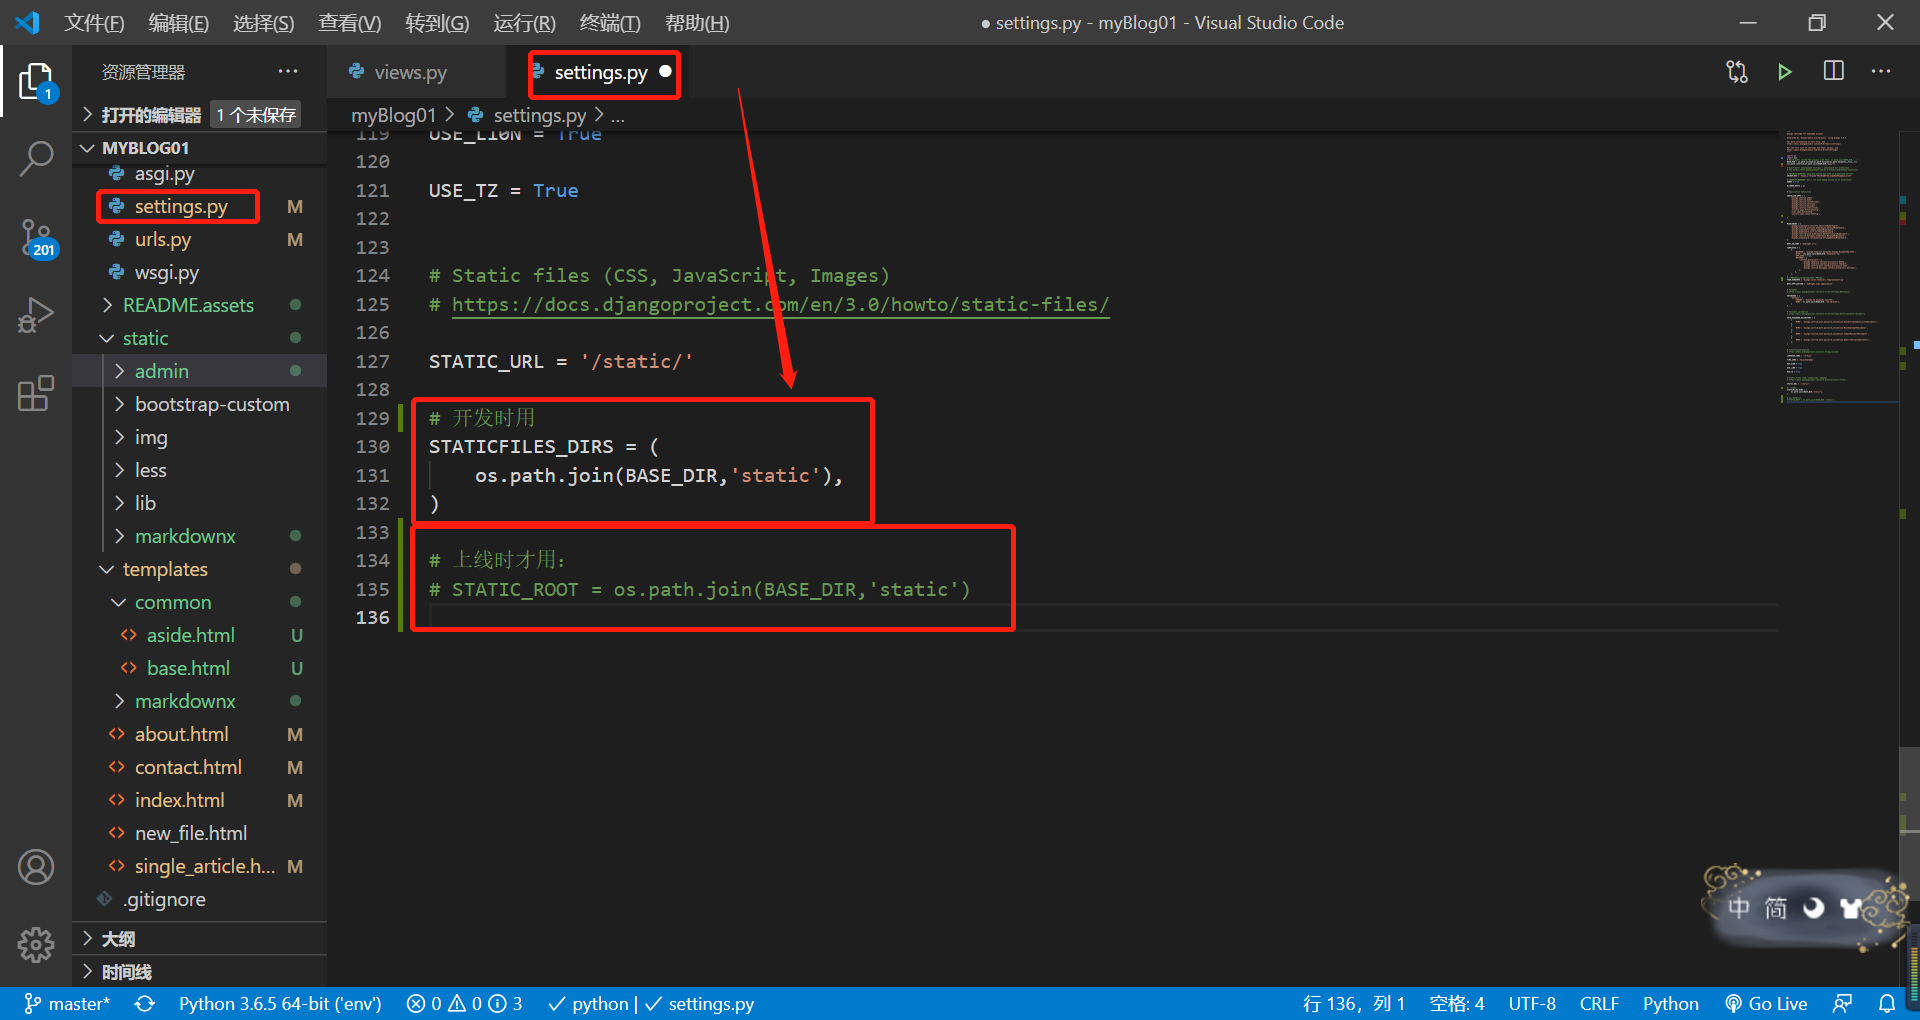 文件(F) 编辑(E) 选择(S) 查看(V) 转到(G) 运行(R) 终端(T) 帮助(H)
● settings.py - myBlog01 - Visual Studio Code
资源管理器
打开的编辑器 1 个未保存
MYBLOG01
asgi.py
settings.py M
urls.py M
wsgi.py
README.assets
static
admin
bootstrap-custom
img
less
lib
markdownx
templates
common
aside.html U
base.html U
markdownx
about.html M
contact.html M
index.html M
new_file.html
single_article.h... M
.gitignore
大纲
时间线
1
201
views.py
settings.py
myBlog01 > settings.py > ...
119 USE_L10N = True
120
121 USE_TZ = True
122
123
124 # Static files (CSS, JavaScript, Images)
125 # https://docs.djangoproject.com/en/3.0/howto/static-files/
126
127 STATIC_URL = '/static/'
128
129 # 开发时用
130 STATICFILES_DIRS = (
131 os.path.join(BASE_DIR,'static'),
132 )
133
134 # 上线时才用：
135 # STATIC_ROOT = os.path.join(BASE_DIR,'static')
136
中 简
master* Python 3.6.5 64-bit ('env') 0 0 3 python | settings.py
行 136，列 1 空格: 4 UTF-8 CRLF Python Go Live